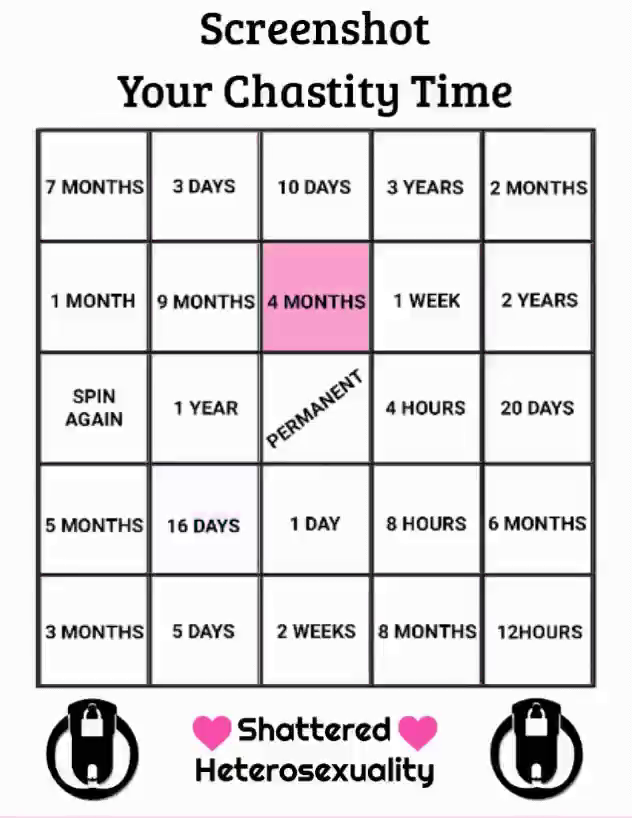 Screenshot
Your Chastity Time
7 MONTHS 3 DAYS 10 DAYS 3 YEARS 2 MONTHS
1 MONTH 9 MONTHS 4 MONTHS 1 WEEK 2 YEARS
SPIN
AGAIN 1 YEAR PERMANENT 4 HOURS 20 DAYS
5 MONTHS 16 DAYS 1 DAY 8 HOURS 6 MONTHS
3 MONTHS 5 DAYS 2 WEEKS 8 MONTHS 12HOURS
Shattered
Heterosexuality